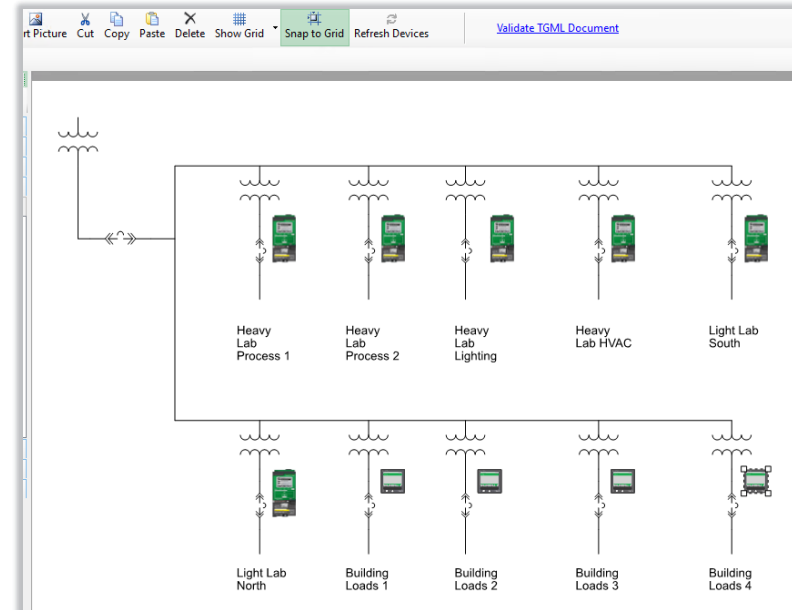 rt Picture Cut Copy Paste Delete Show Grid Snap to Grid Refresh Devices Validate TGML Document
Heavy
Lab
Process 1
Heavy
Lab
Process 2
Heavy
Lab
Lighting
Heavy
Lab HVAC
Light Lab
South
Light Lab
North
Building
Loads 1
Building
Loads 2
Building
Loads 3
Building
Loads 4